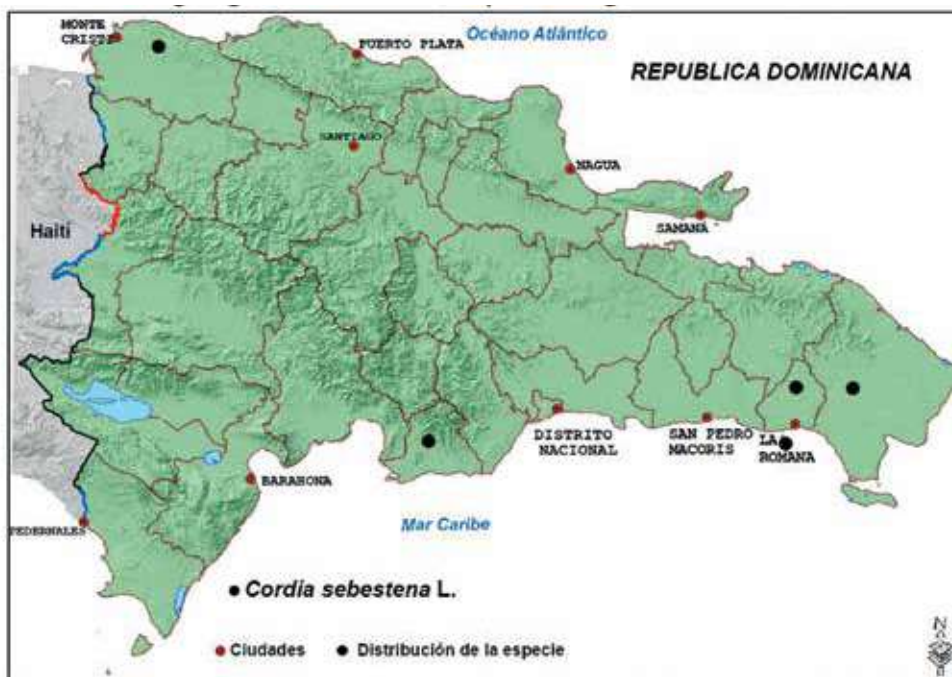 MONTE
CRISTI
PUERTO PLATA
Océano Atlántico
REPUBLICA DOMINICANA
SANTIAGO
NAGUA
SAMANA
Haití
DISTRITO
NACIONAL
SAN PEDRO
MACORIS
LA
ROMANA
BARAHONA
PEDERNALES
Mar Caribe
Cordia sebestena L.
Ciudades
Distribución de la especie
N